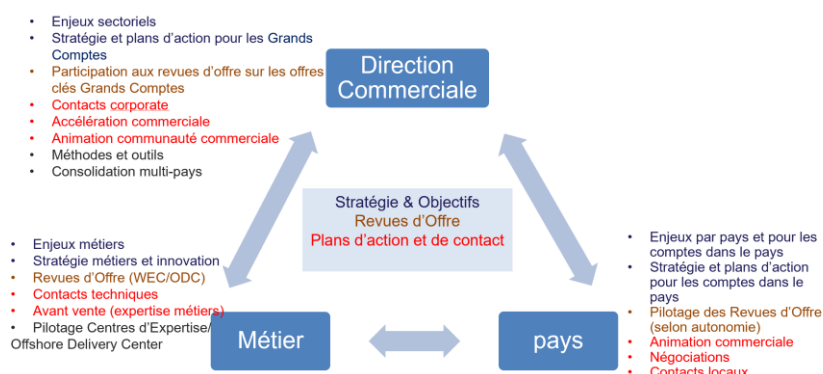 • Enjeux sectoriels
• Stratégie et plans d'action pour les Grands
Comptes
• Participation aux revues d'offre sur les offres
clés Grands Comptes
• Contacts corporate
• Accélération commerciale
• Animation communauté commerciale
• Méthodes et outils
• Consolidation multi-pays
Direction
Commerciale
Stratégie & Objectifs
Revues d'Offre
Plans d'action et de contact
• Enjeux métiers
• Stratégie métiers et innovation
• Revues d'Offre (WEC/ODC)
• Contacts techniques
• Avant vente (expertise métiers)
• Pilotage Centres d'Expertise/
Offshore Delivery Center
Métier
pays
• Enjeux par pays et pour les
comptes dans le pays
• Stratégie et plans d'action
pour les comptes dans le
pays
• Pilotage des Revues d'Offre
(selon autonomie)
• Animation commerciale
• Négociations
• Contacts locaux